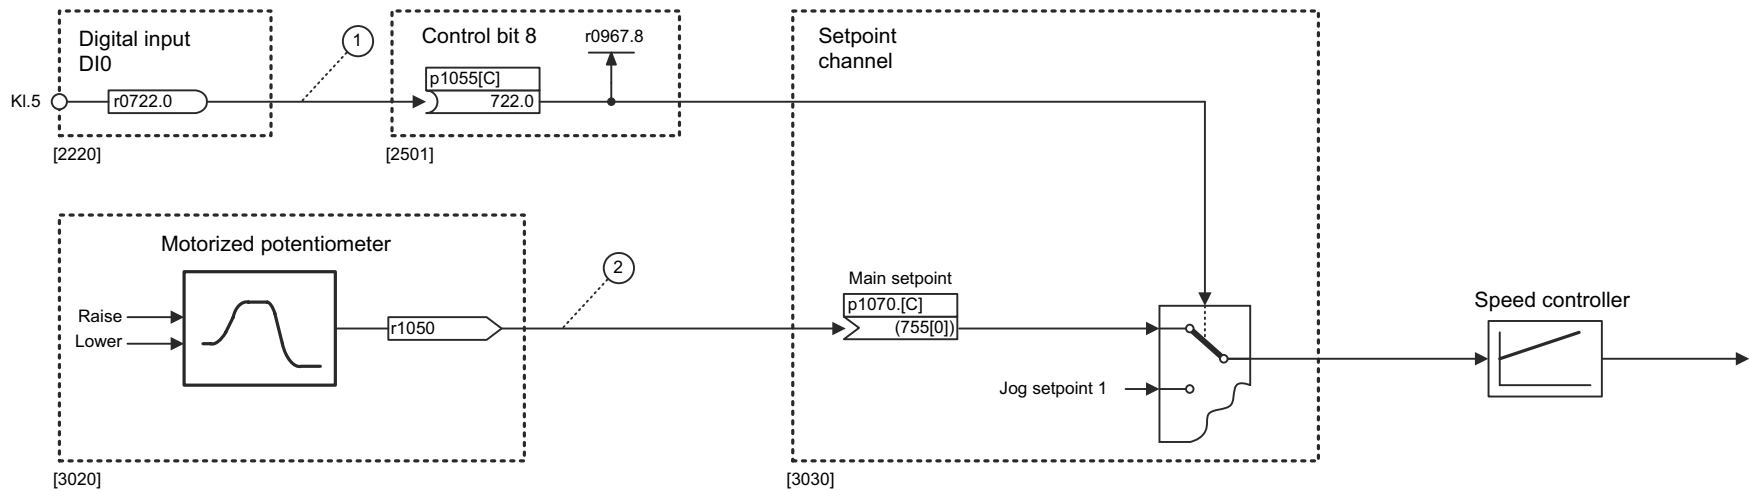 Digital input
DI0
Kl.5
r0722.0
[2220]
1
Control bit 8
p1055[C]
722.0
r0967.8
[2501]
Setpoint
channel
Motorized potentiometer
Raise
Lower
r1050
[3020]
2
Main setpoint
p1070.[C]
(755[0])
Jog setpoint 1
[3030]
Speed controller